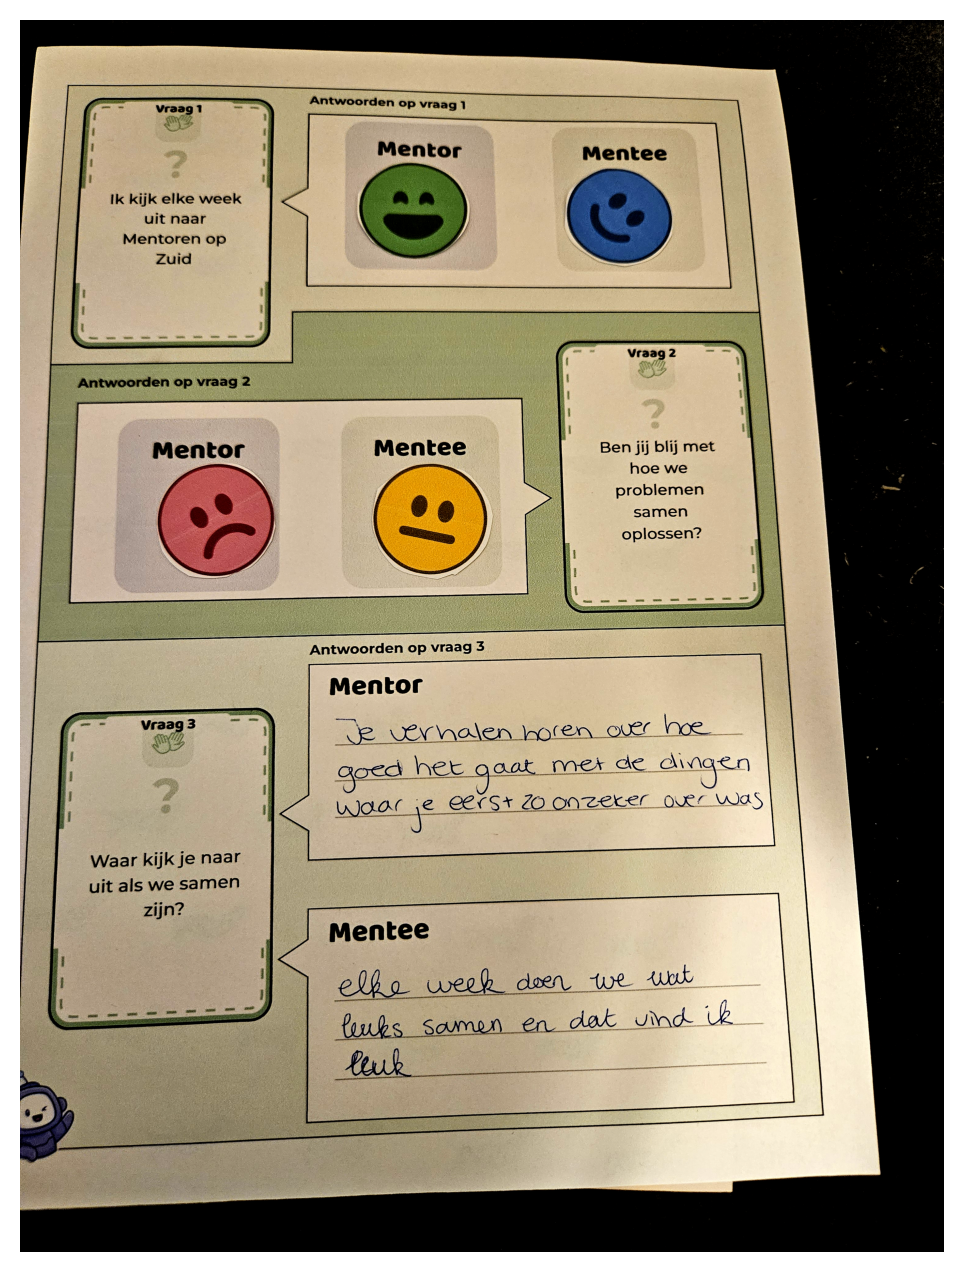 Vraag 1
?
Ik kijk elke week
uit naar
Mentoren op
Zuid
Antwoorden op vraag 1
Mentor
Mentee
Antwoorden op vraag 2
Mentor
Mentee
Vraag 2
?
Ben jij blij met
hoe we
problemen
samen
oplossen?
Vraag 3
?
Waar kijk je naar
uit als we samen
zijn?
Antwoorden op vraag 3
Mentor
Je verhalen horen over hoe
goed het gaat met de dingen
waar je eerst zo onzeker over was
Mentee
elke week doen we wat
leuks samen en dat vind ik
leuk